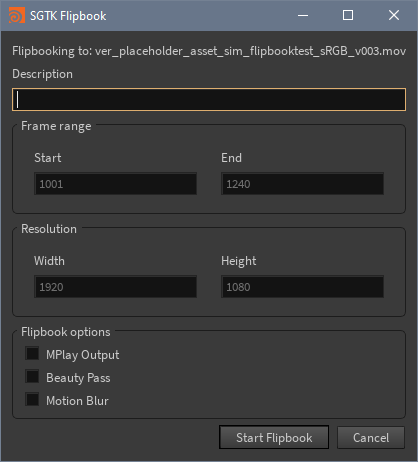 SGTK Flipbook
Flipbooking to: ver_placeholder_asset_sim_flipbooktest_sRGB_v003.mov
Description
Frame range
Start End
1001 1240
Resolution
Width Height
1920 1080
Flipbook options
MPlay Output
Beauty Pass
Motion Blur
Start Flipbook Cancel